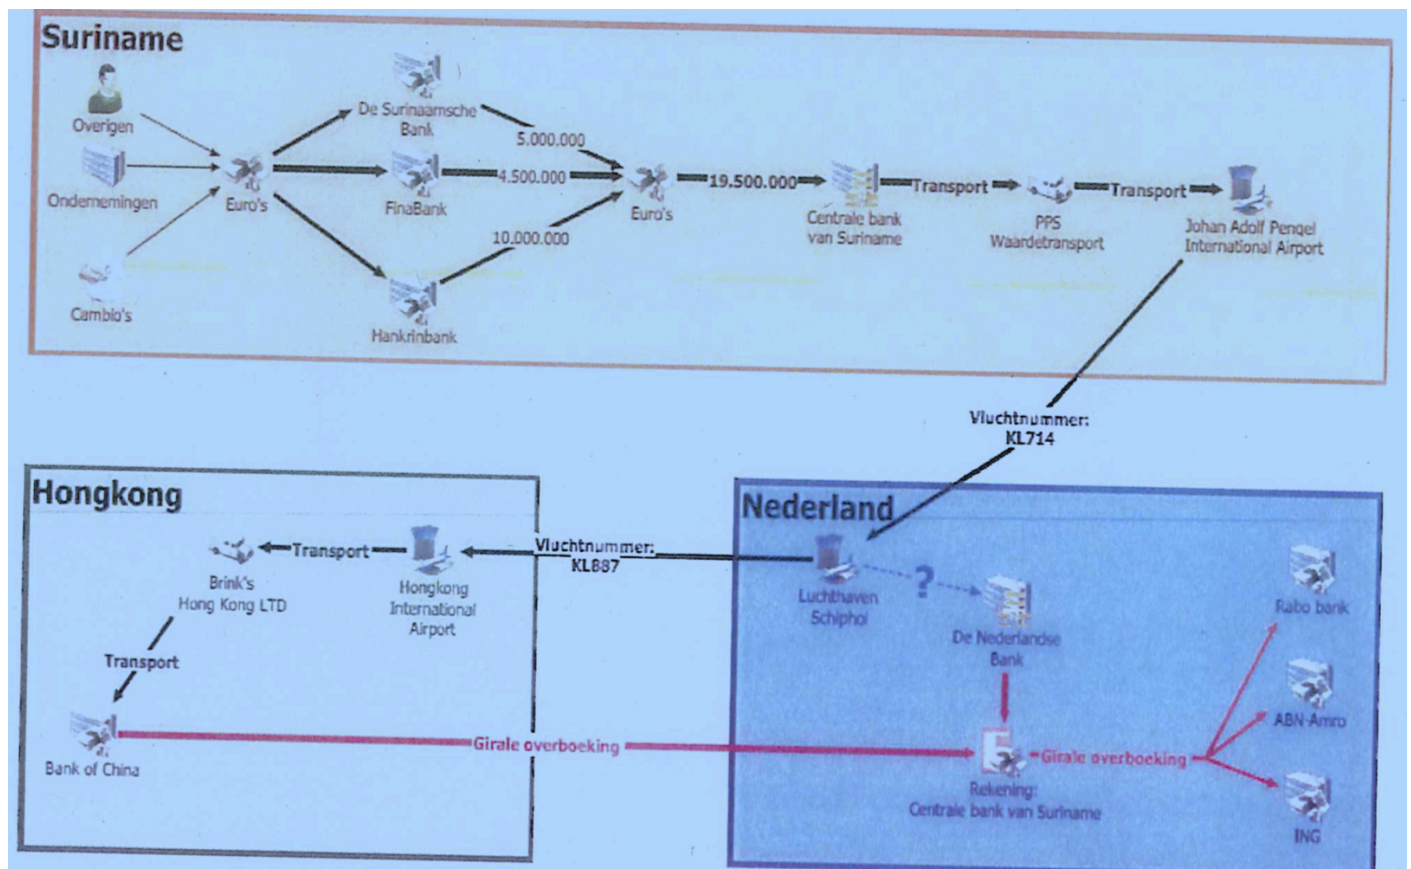 Suriname
Overigen
Ondernemingen
Cambio's
Euro's
De Surinaamsche
Bank
FinaBank
Hankrinbank
5.000.000
4.500.000
10.000.000
Euro's
19.500.000
Centrale bank
van Suriname
Transport
PPS
Waardetransport
Transport
Johan Adolf Pengel
International Airport
Vluchtnummer:
KL714
Hongkong
Brink's
Hong Kong LTD
Transport
Hongkong
International
Airport
Transport
Bank of China
Vluchtnummer:
KL887
Girale overboeking
Nederland
Luchthaven
Schiphol
?
De Nederlandse
Bank
Rekening:
Centrale bank van Suriname
Girale overboeking
Rabo bank
ABN-Amro
ING